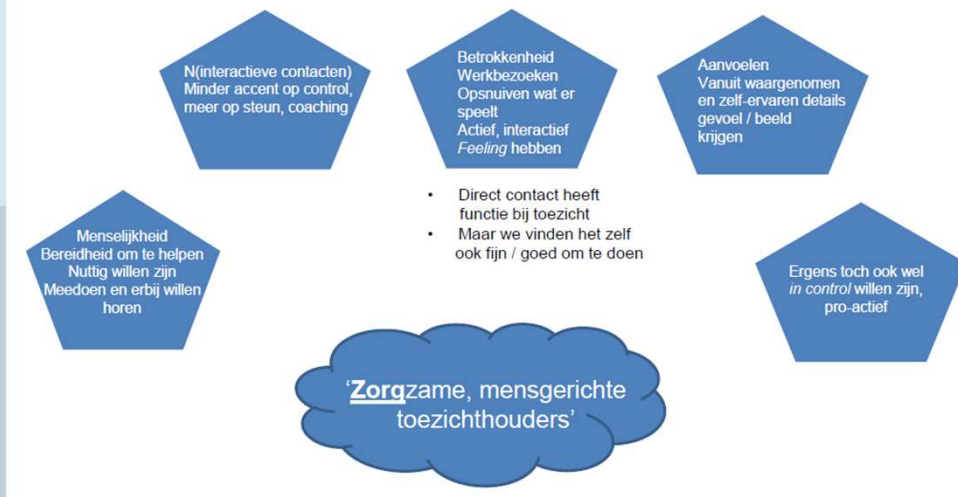 N(interactieve contacten)
Minder accent op control,
meer op steun, coaching
Betrokkenheid
Werkbezoeken
Opsnuiven wat er
speelt
Actief, interactief
Feeling hebben
Aanvoelen
Vanuit waargenomen
en zelf-ervaren details
gevoel / beeld
krijgen
• Direct contact heeft
functie bij toezicht
• Maar we vinden het zelf
ook fijn / goed om te doen
Menselijkheid
Bereidheid om te helpen
Nuttig willen zijn
Meedoen en erbij willen
horen
Ergens toch ook wel
in control willen zijn,
pro-actief
‘Zorgzame, mensgerichte
toezichthouders’